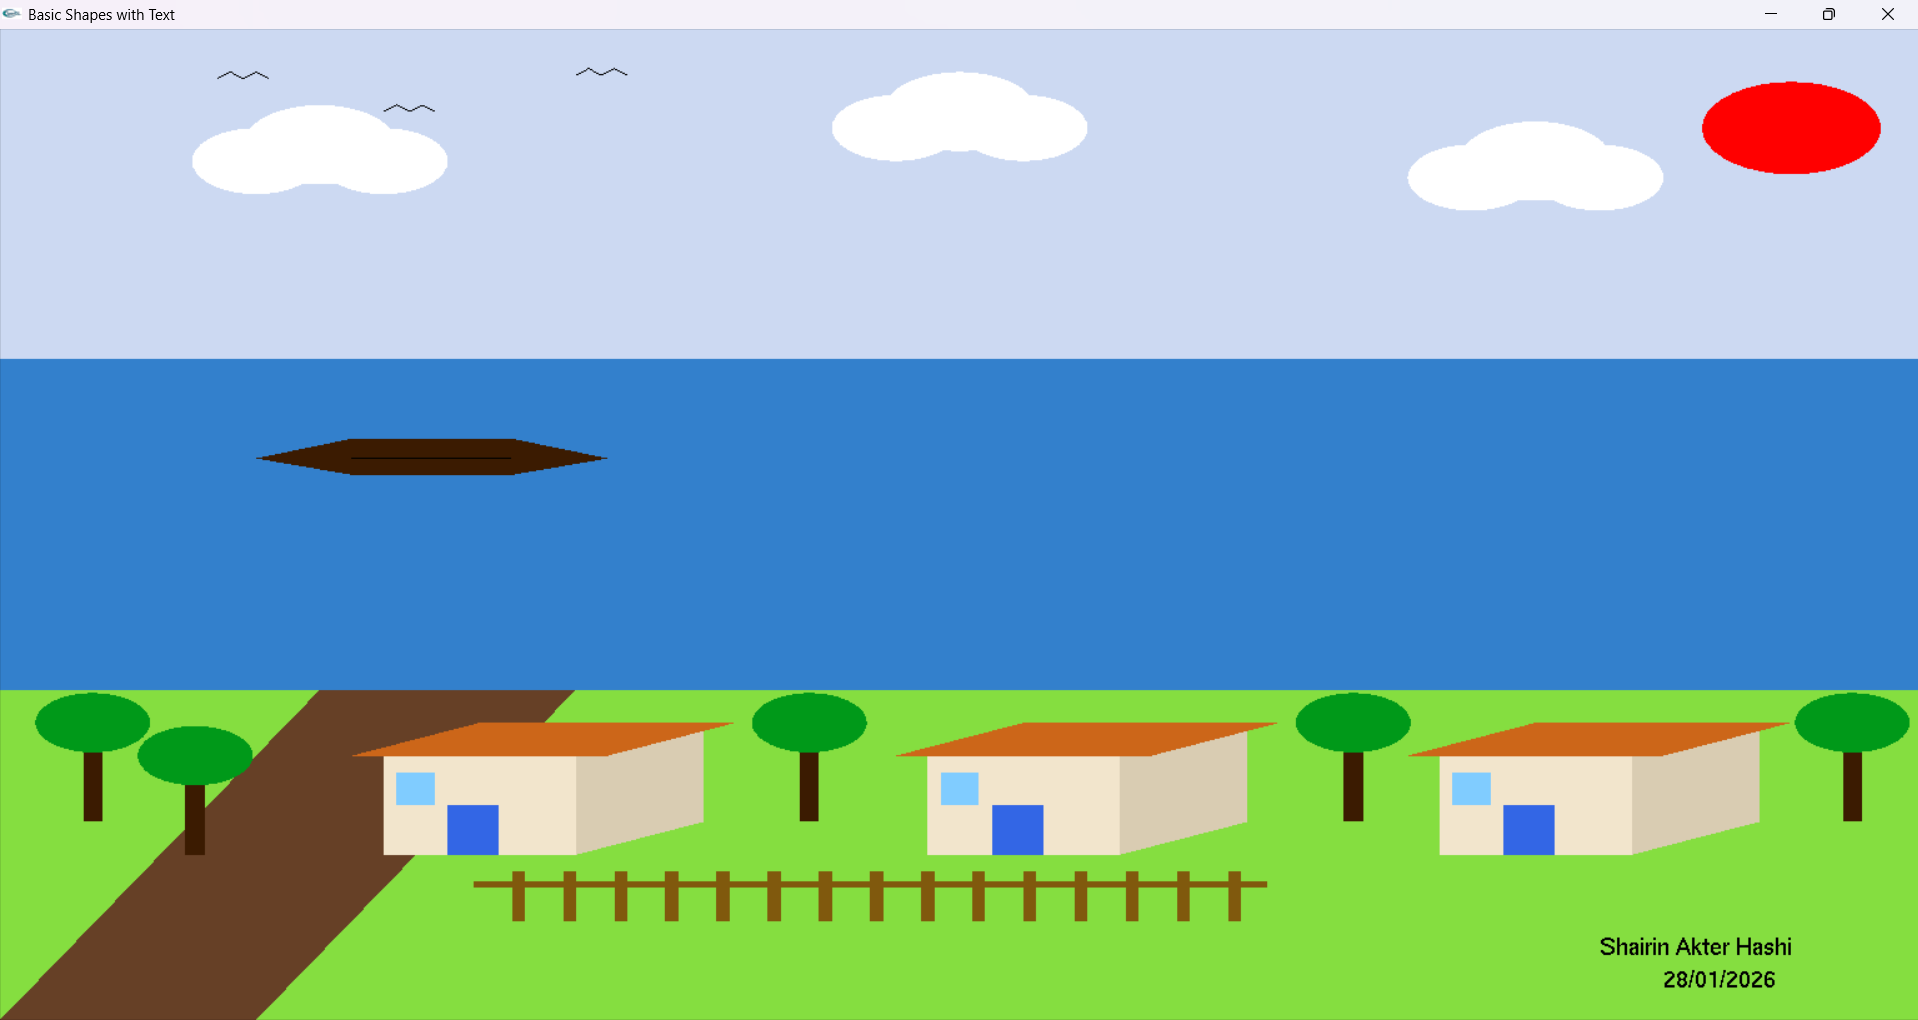 Basic Shapes with Text
Shairin Akter Hashi
28/01/2026